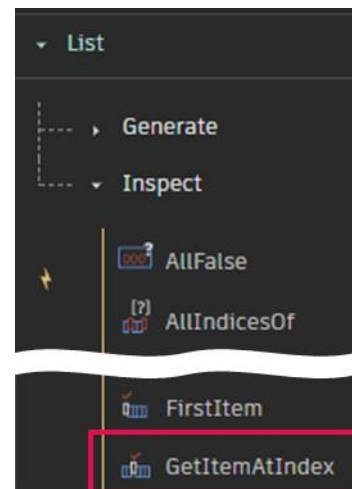 List
Generate
Inspect
AllFalse
AllIndicesOf
FirstItem
GetItemAtIndex